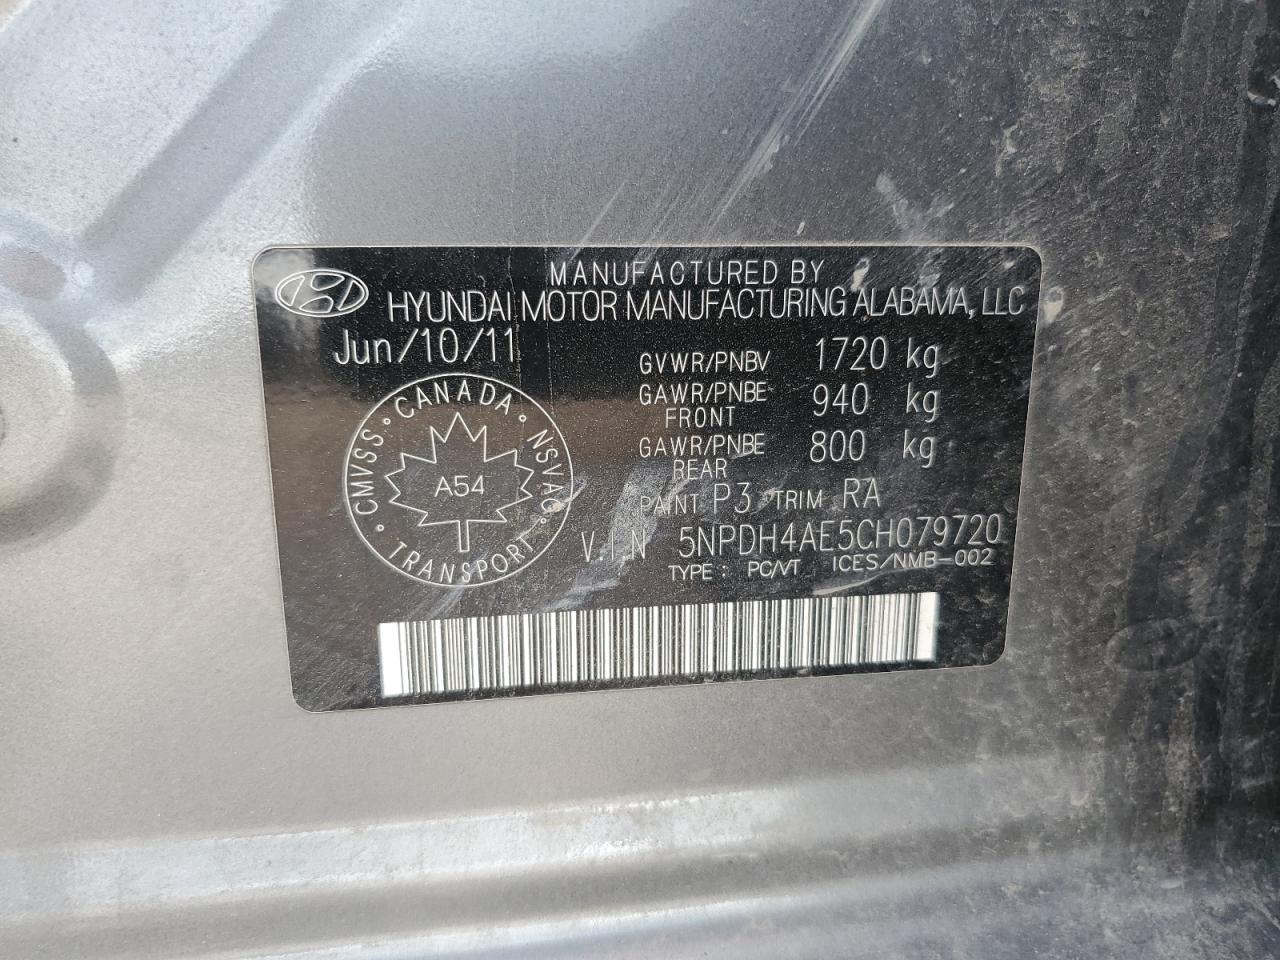 MANUFACTURED BY
HYUNDAI MOTOR MANUFACTURING ALABAMA, LLC
Jun/10/11
GVWR/PNBV 1720 kg
GAWR/PNBE FRONT 940 kg
GAWR/PNBE REAR 800 kg
PAINT P3 TRIM RA
V.I.N 5NPDH4AE5CH079720
TYPE : PC/VT ICES/NMB-002
CANADA · NSVAC · TRANSPORT · CMVSS ·
A54